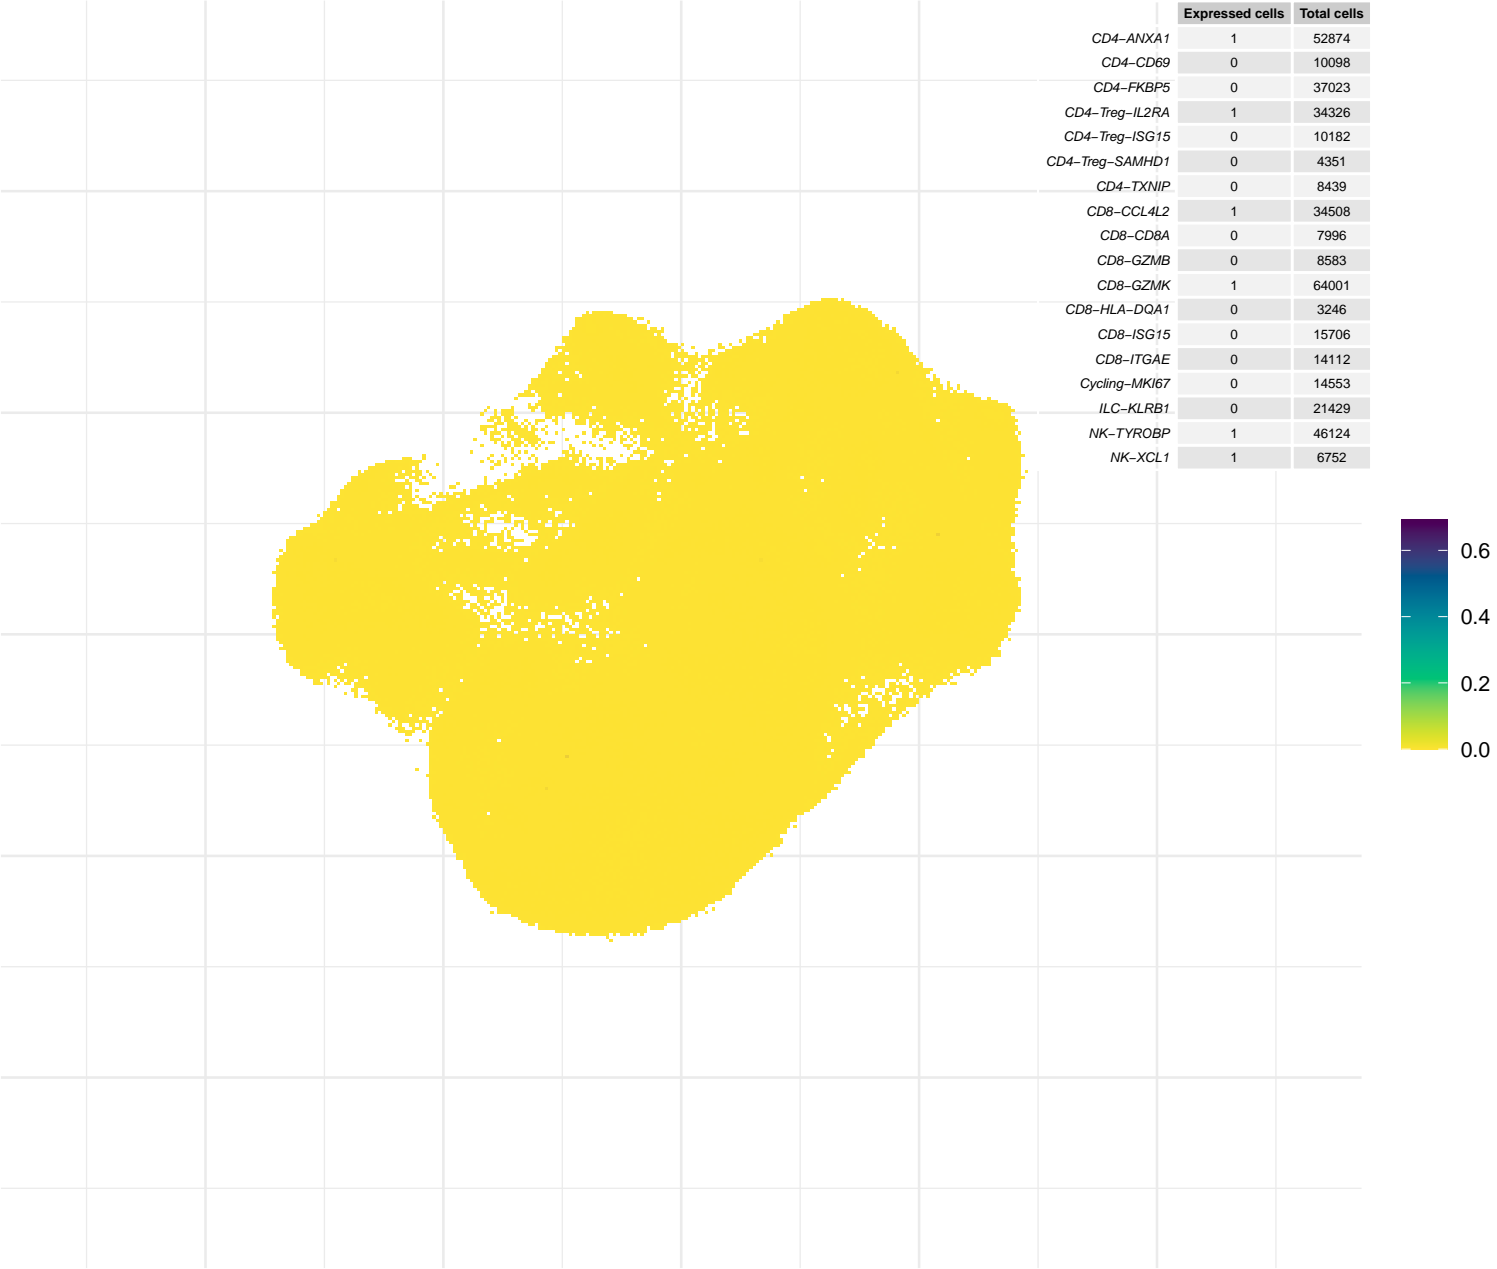 Expressed cells Total cells
CD4−ANXA1 1 52874
CD4−CD69 0 10098
CD4−FKBP5 0 37023
CD4−Treg−IL2RA 1 34326
CD4−Treg−ISG15 0 10182
CD4−Treg−SAMHD1 0 4351
CD4−TXNIP 0 8439
CD8−CCL4L2 1 34508
CD8−CD8A 0 7996
CD8−GZMB 0 8583
CD8−GZMK 1 64001
CD8−HLA−DQA1 0 3246
CD8−ISG15 0 15706
CD8−ITGAE 0 14112
Cycling−MKI67 0 14553
ILC−KLRB1 0 21429
NK−TYROBP 1 46124
NK−XCL1 1 6752
0.6
0.4
0.2
0.0